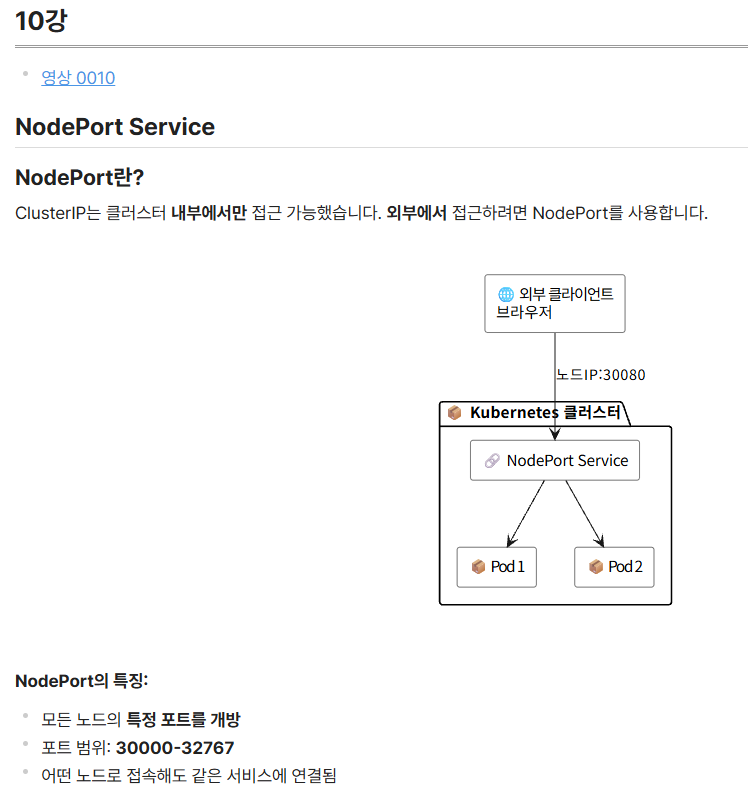 10강
영상 0010
NodePort Service
NodePort란?
ClusterIP는 클러스터 내부에서만 접근 가능했습니다. 외부에서 접근하려면 NodePort를 사용합니다.
외부 클라이언트
브라우저
노드IP:30080
Kubernetes 클러스터
NodePort Service
Pod 1
Pod 2
NodePort의 특징:
모든 노드의 특정 포트를 개방
포트 범위: 30000-32767
어떤 노드로 접속해도 같은 서비스에 연결됨